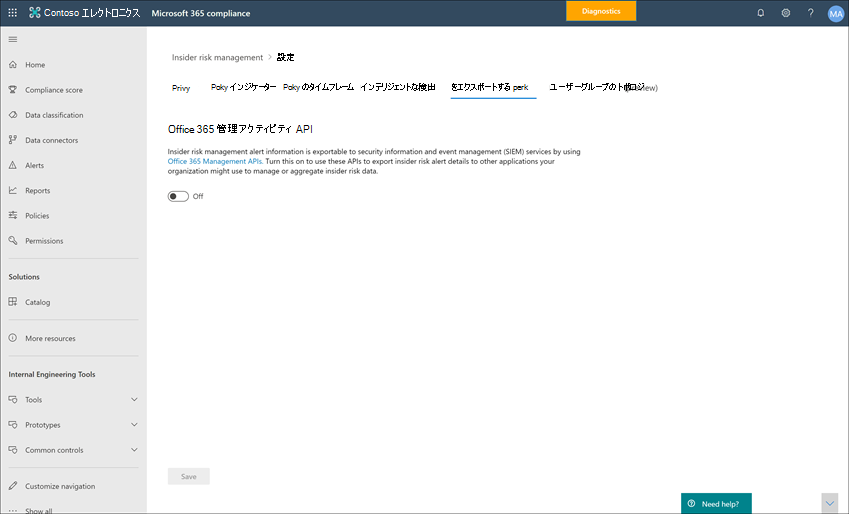 Contoso エレクトロニクス Microsoft 365 compliance Diagnostics ? MA
Insider risk management > 設定
Privy Poky インジケーター Poky のタイムフレーム インテリジェントな検出 をエクスポートする perk ユーザーグループのト
Office 365 管理アクティビティ API
Insider risk management alert information is exportable to security information and event management (SIEM) services by using
Office 365 Management APIs. Turn this on to use these APIs to export insider risk alert details to other applications your
organization might use to manage or aggregate insider risk data.
Off
Save
Home
Compliance score
Data classification
Data connectors
Alerts
Reports
Policies
Permissions
Solutions
Catalog
More resources
Internal Engineering Tools
Tools
Prototypes
Common controls
Customize navigation
Show all
Need help?